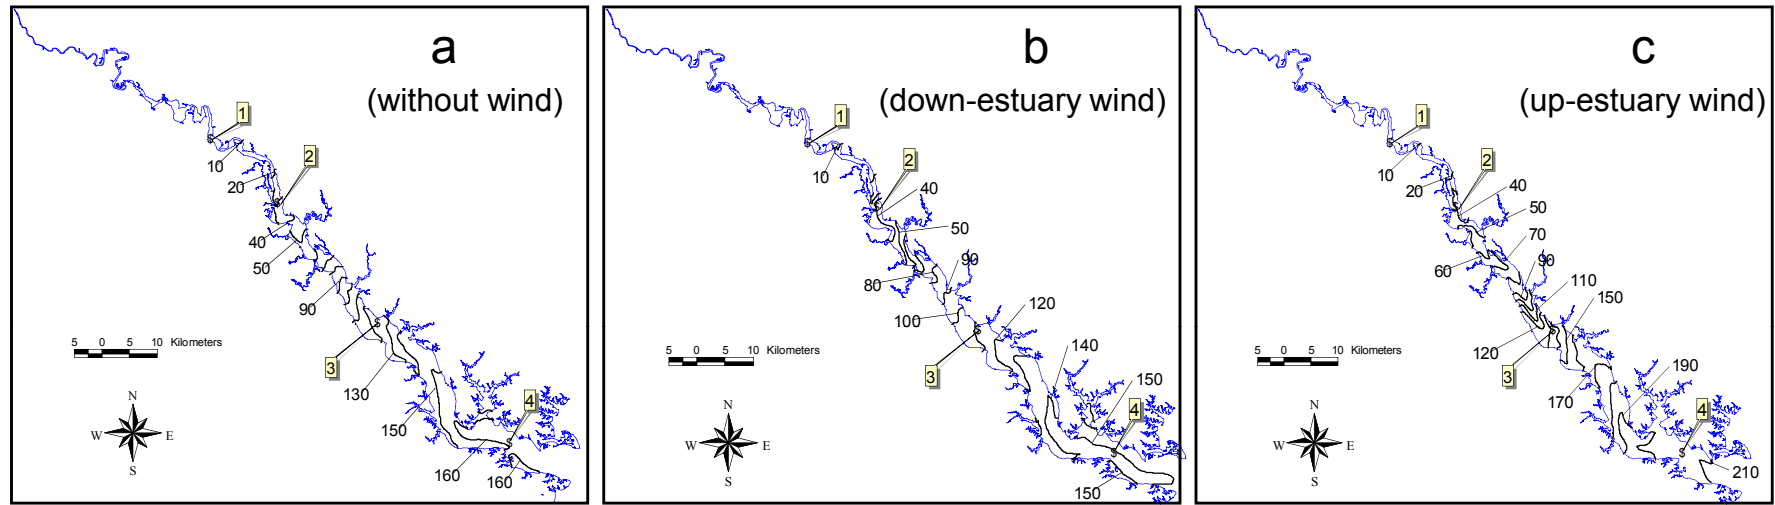 a
(without wind)
1
10
2
20
40
50
90
3
130
4
150
160
160
5 0 5 10 Kilometers
N
W E
S
b
(down-estuary wind)
1
10
2
40
50
80
90
100
120
3
140
150
4
150
5 0 5 10 Kilometers
N
W E
S
c
(up-estuary wind)
1
10
2
20
40
50
70
60
90
110
150
120
3
190
170
4
210
5 0 5 10 Kilometers
N
W E
S